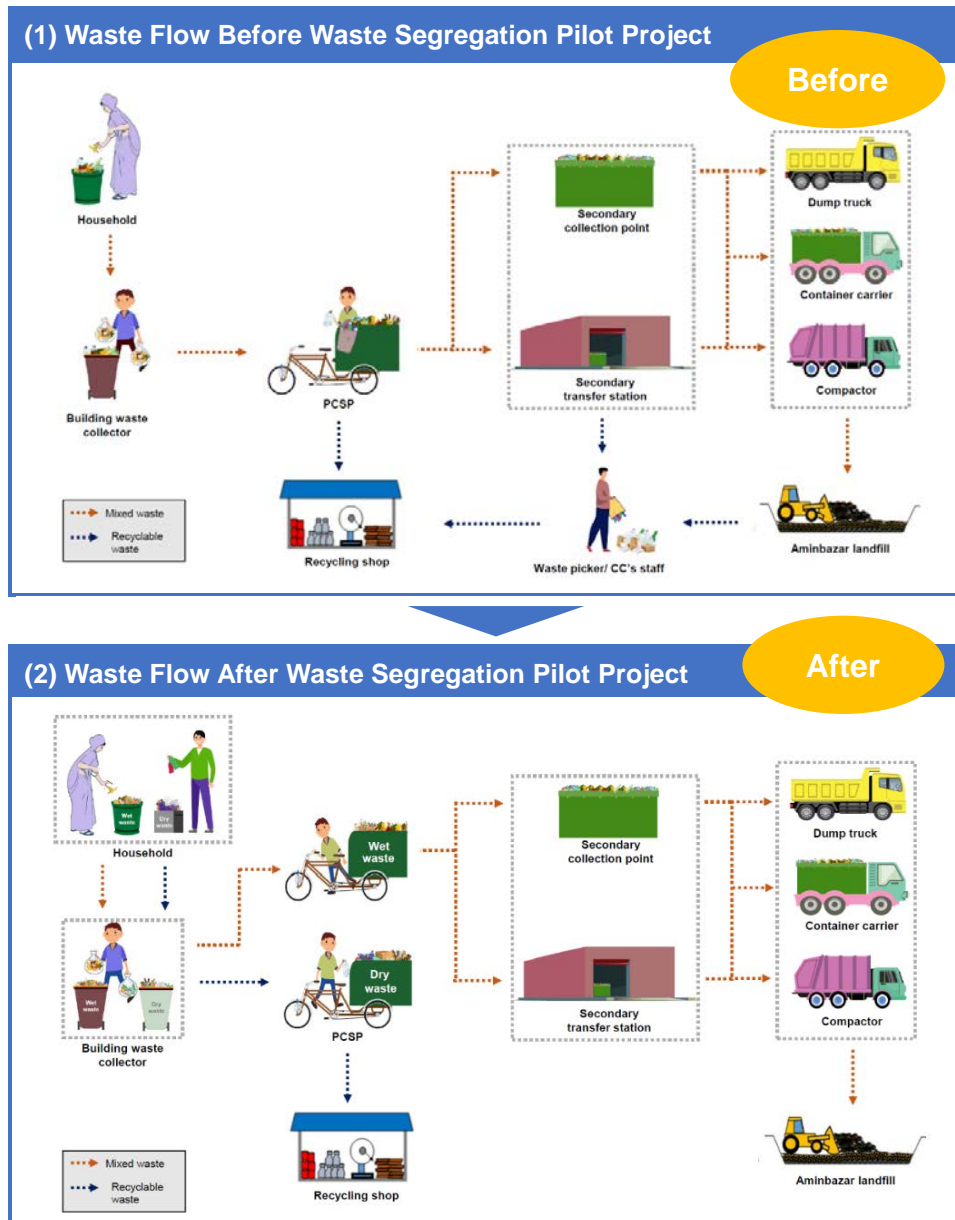 (1) Waste Flow Before Waste Segregation Pilot Project
Before
Household
Building waste
collector
PCSP
Secondary
collection point
Secondary
transfer station
Dump truck
Container carrier
Compactor
Mixed waste
Recyclable
waste
Recycling shop
Waste picker/ CC's staff
Aminbazar landfill
(2) Waste Flow After Waste Segregation Pilot Project
After
Wet
waste
Dry
waste
Household
Wet
waste
Dry
waste
Building waste
collector
Wet
waste
Dry
waste
PCSP
Secondary
collection point
Secondary
transfer station
Dump truck
Container carrier
Compactor
Mixed waste
Recyclable
waste
Recycling shop
Aminbazar landfill